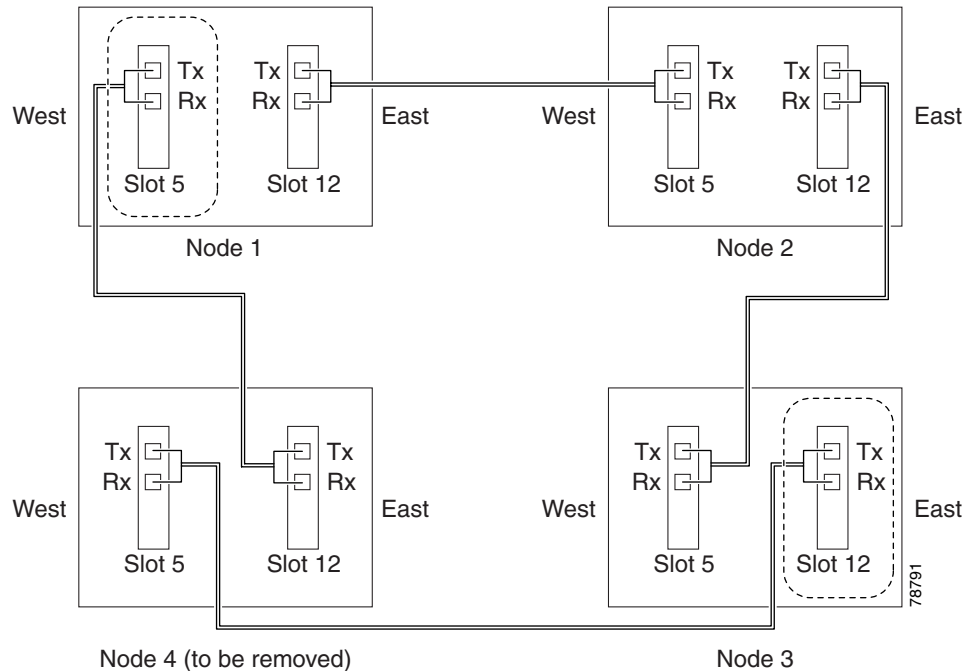 Tx
Rx
Tx
Rx
West
East
Slot 5
Slot 12
Node 1
Tx
Rx
Tx
Rx
West
East
Slot 5
Slot 12
Node 2
Tx
Rx
Tx
Rx
West
East
Slot 5
Slot 12
Node 4 (to be removed)
Tx
Rx
Tx
Rx
West
East
Slot 5
Slot 12
Node 3
78791